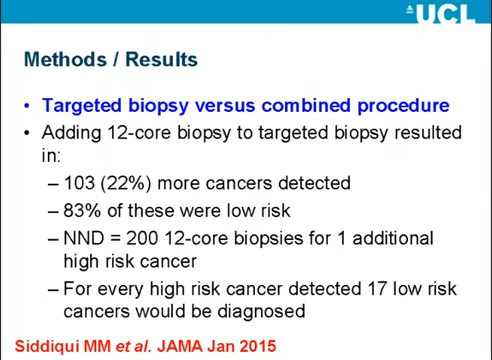 UCL
Methods / Results
• Targeted biopsy versus combined procedure
• Adding 12-core biopsy to targeted biopsy resulted
in:
– 103 (22%) more cancers detected
– 83% of these were low risk
– NND = 200 12-core biopsies for 1 additional
high risk cancer
– For every high risk cancer detected 17 low risk
cancers would be diagnosed
Siddiqui MM et al. JAMA Jan 2015